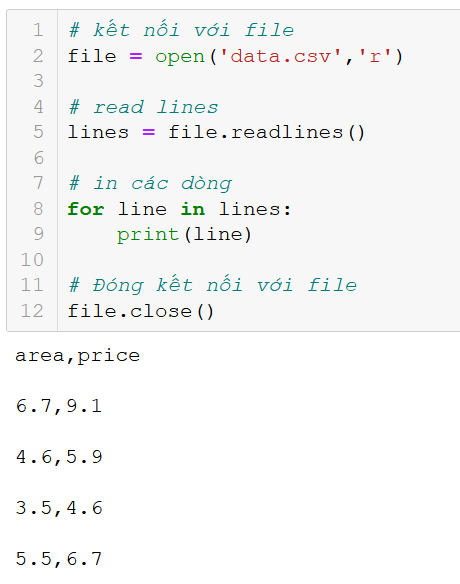 1 # kết nối với file
2 file = open('data.csv','r')
3
4 # read lines
5 lines = file.readlines()
6
7 # in các dòng
8 for line in lines:
9     print(line)
10
11 # Đóng kết nối với file
12 file.close()
area,price
6.7,9.1
4.6,5.9
3.5,4.6
5.5,6.7